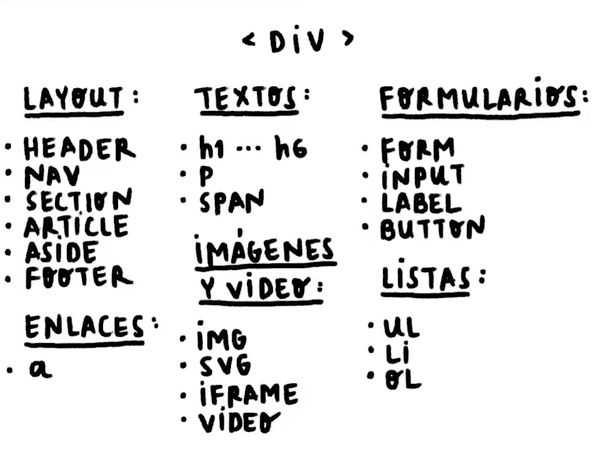 < DiV >
LAYOUT:
· HEADER
· NAV
· SECTION
· ARTICLE
· ASIDE
· FOOTER
ENLACES:
· a
TEXTOS:
· h1 ... h6
· P
· SPAN
iMÁGENES
Y ViDEO:
· iMG
· SVG
· iFRAME
· ViDEO
FORMULARiOS:
· FORM
· iNPUT
· LABEL
· BUTTON
LiSTAS:
· UL
· Li
· OL